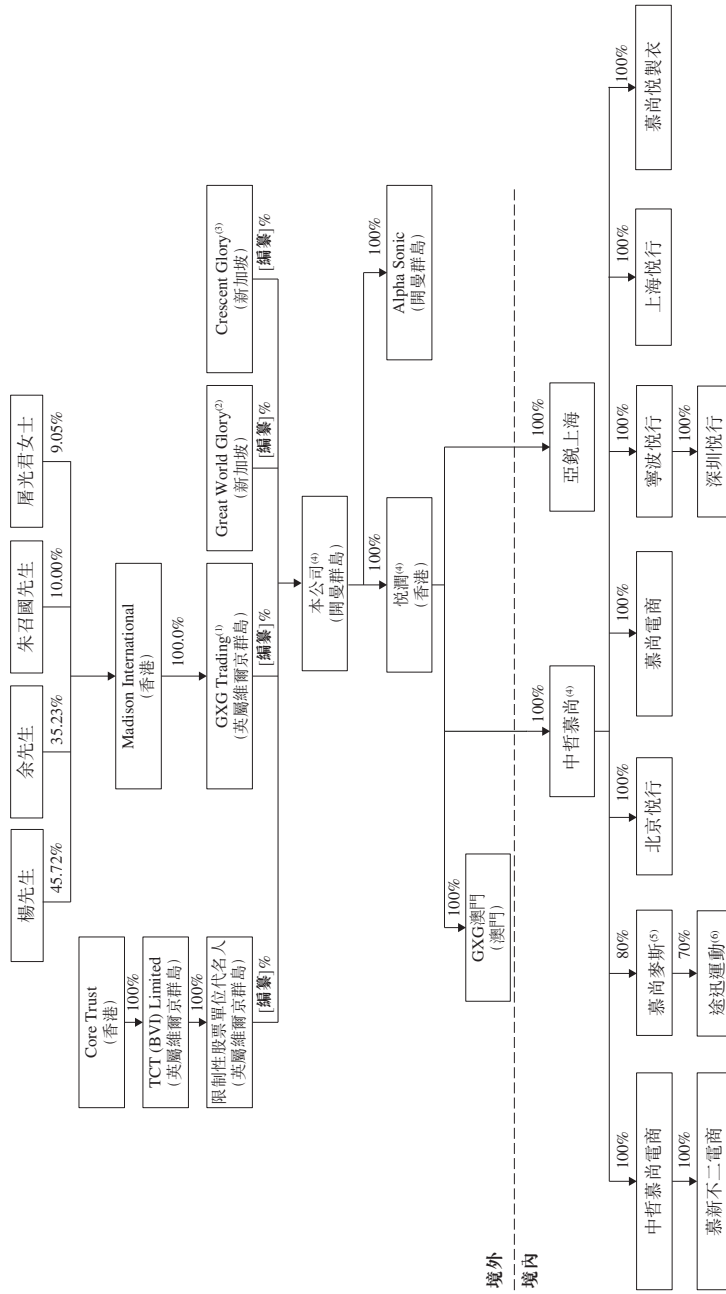 楊先生
余先生
朱召國先生
屠光君女士
45.72%
35.23%
10.00%
9.05%
Core Trust
(香港)
100%
TCT (BVI) Limited
(英屬維爾京群島)
100%
限制性股票單位代名人
(英屬維爾京群島)
Madison International
(香港)
100.0%
GXG Trading(1)
(英屬維爾京群島)
Great World Glory(2)
(新加坡)
Crescent Glory(3)
(新加坡)
[編纂]%
[編纂]%
[編纂]%
[編纂]%
本公司(4)
(開曼群島)
100%
100%
悅潤(4)
(香港)
Alpha Sonic
(開曼群島)
100%
GXG澳門
(澳門)
境外
境內
100%
100%
中哲慕尚(4)
亞銳上海
100%
80%
100%
100%
100%
100%
100%
中哲慕尚電商
慕尚麥斯(5)
北京悅行
慕尚電商
寧波悅行
上海悅行
慕尚悅製衣
100%
70%
100%
慕新不二電商
途迅運動(6)
深圳悅行